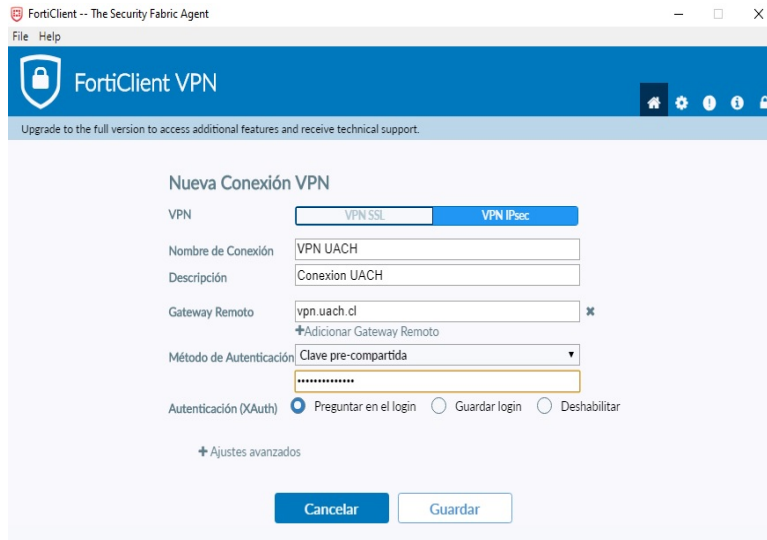 FortiClient -- The Security Fabric Agent
File Help
FortiClient VPN
Upgrade to the full version to access additional features and receive technical support.
Nueva Conexión VPN
VPN VPN SSL VPN IPsec
Nombre de Conexión VPN UACH
Descripción Conexion UACH
Gateway Remoto vpn.uach.cl
+Adicionar Gateway Remoto
Método de Autenticación Clave pre-compartida
••••••••••••••
Autenticación (XAuth) Preguntar en el login Guardar login Deshabilitar
+ Ajustes avanzados
Cancelar Guardar